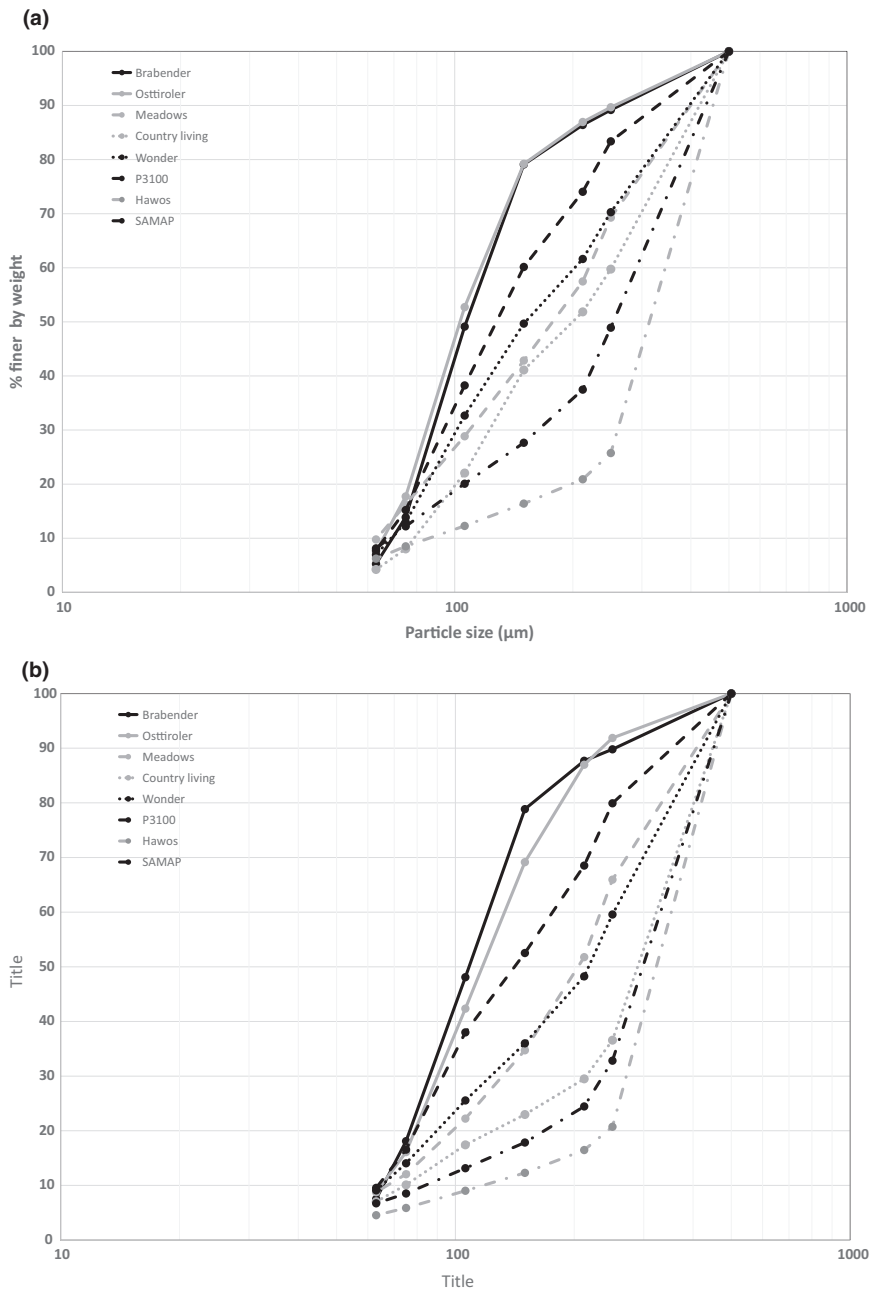 (a)
100
90
80
70
60
50
40
30
20
10
0
% finer by weight
Brabender
Osttiroler
Meadows
Country living
Wonder
P3100
Hawos
SAMAP
10
100
1000
Particle size (µm)
(b)
100
90
80
70
60
50
40
30
20
10
0
Title
Brabender
Osttiroler
Meadows
Country living
Wonder
P3100
Hawos
SAMAP
10
100
1000
Title